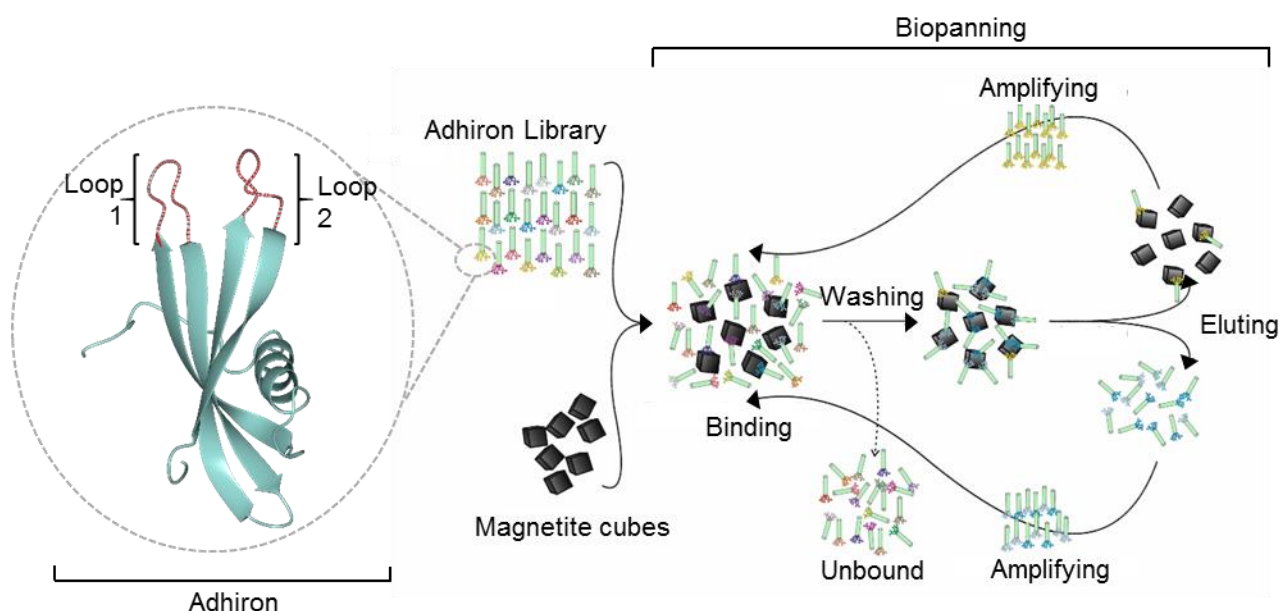 Biopanning
Amplifying
Adhiron Library
Loop
1
Loop
2
Washing
Eluting
Binding
Magnetite cubes
Unbound
Amplifying
Adhiron